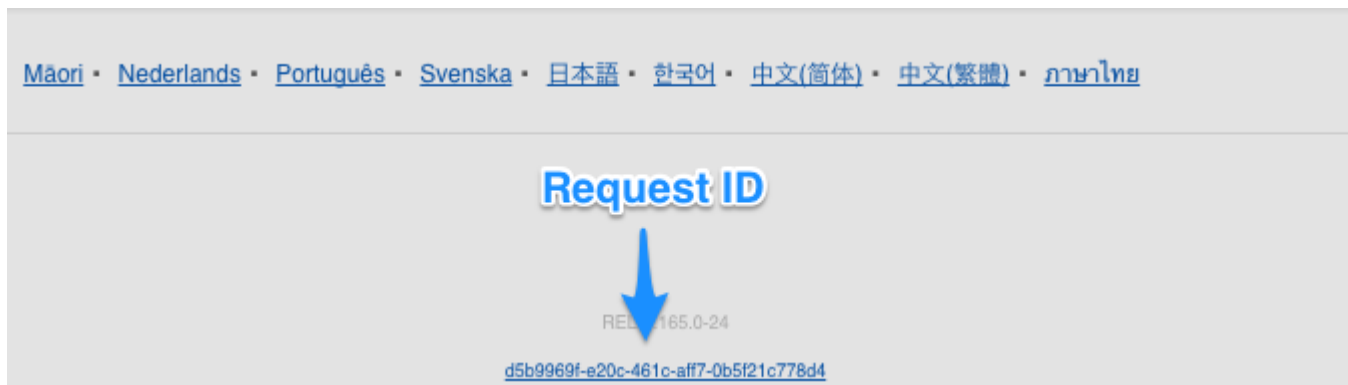 Māori ▪ Nederlands ▪ Português ▪ Svenska ▪ 日本語 ▪ 한국어 ▪ 中文(简体) ▪ 中文(繁體) ▪ ภาษาไทย
Request ID
165.0-24
d5b9969f-e20c-461c-aff7-0b5f21c778d4